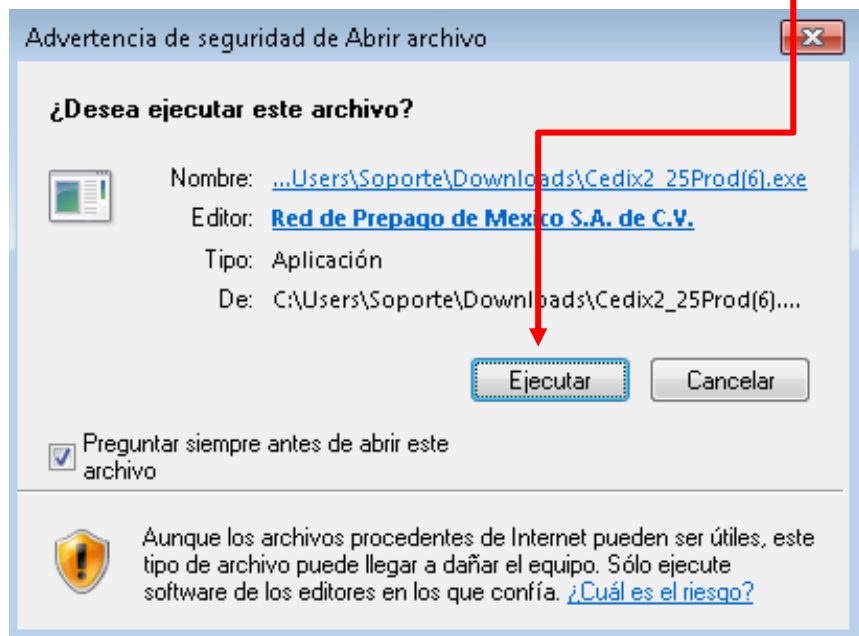 Advertencia de seguridad de Abrir archivo
¿Desea ejecutar este archivo?
Nombre: ...Users\Soporte\Downloads\Cedix2_25Prod(6).exe
Editor: Red de Prepago de Mexico S.A. de C.V.
Tipo: Aplicación
De: C:\Users\Soporte\Downloads\Cedix2_25Prod(6)....
Ejecutar Cancelar
Preguntar siempre antes de abrir este
archivo
Aunque los archivos procedentes de Internet pueden ser útiles, este
tipo de archivo puede llegar a dañar el equipo. Sólo ejecute
software de los editores en los que confía. ¿Cuál es el riesgo?